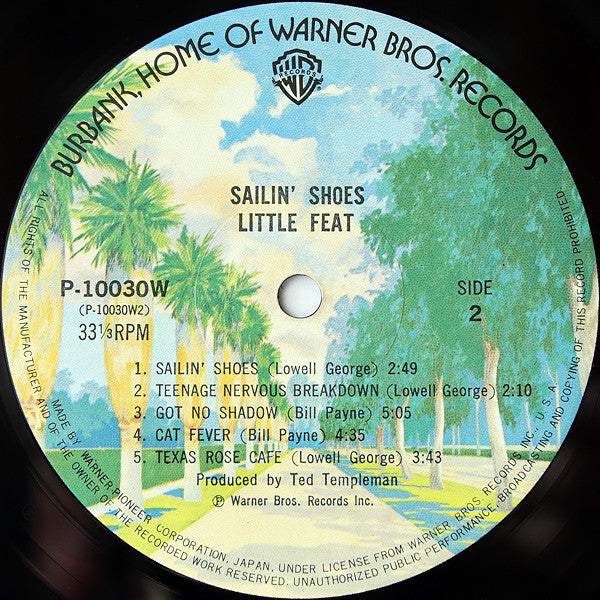 BURBANK, HOME OF WARNER BROS. RECORDS
RECORDS
SAILIN' SHOES
LITTLE FEAT
P-10030W
(P-10030W2)
33⅓RPM
SIDE
2
1. SAILIN' SHOES (Lowell George) 2:49
2. TEENAGE NERVOUS BREAKDOWN (Lowell George) 2:10
3. GOT NO SHADOW (Bill Payne) 5:05
4. CAT FEVER (Bill Payne) 4:35
5. TEXAS ROSE CAFE (Lowell George) 3:43
Produced by Ted Templeman
℗ Warner Bros. Records Inc.
MADE BY WARNER-PIONEER CORPORATION, JAPAN, UNDER LICENSE FROM WARNER BROS RECORDS INC., U.S.A.
ALL RIGHTS OF THE MANUFACTURER AND OF THE OWNER OF THE RECORDED WORK RESERVED. UNAUTHORIZED PUBLIC PERFORMANCE, BROADCASTING AND COPYING OF THIS RECORD PROHIBITED